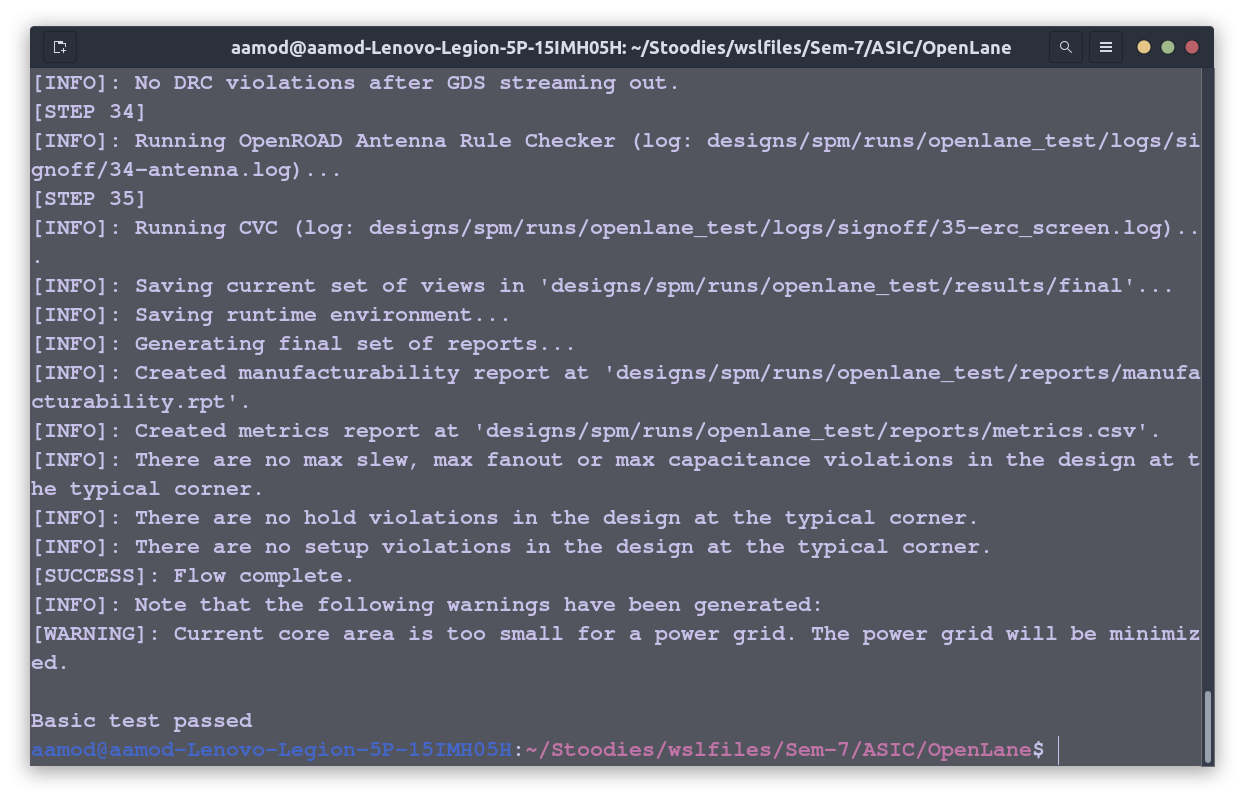 aamod@aamod-Lenovo-Legion-5P-15IMH05H: ~/Stoodies/wslfiles/Sem-7/ASIC/OpenLane
[INFO]: No DRC violations after GDS streaming out.
[STEP 34]
[INFO]: Running OpenROAD Antenna Rule Checker (log: designs/spm/runs/openlane_test/logs/si
gnoff/34-antenna.log)...
[STEP 35]
[INFO]: Running CVC (log: designs/spm/runs/openlane_test/logs/signoff/35-erc_screen.log)..
.
[INFO]: Saving current set of views in 'designs/spm/runs/openlane_test/results/final'...
[INFO]: Saving runtime environment...
[INFO]: Generating final set of reports...
[INFO]: Created manufacturability report at 'designs/spm/runs/openlane_test/reports/manufa
cturability.rpt'.
[INFO]: Created metrics report at 'designs/spm/runs/openlane_test/reports/metrics.csv'.
[INFO]: There are no max slew, max fanout or max capacitance violations in the design at t
he typical corner.
[INFO]: There are no hold violations in the design at the typical corner.
[INFO]: There are no setup violations in the design at the typical corner.
[SUCCESS]: Flow complete.
[INFO]: Note that the following warnings have been generated:
[WARNING]: Current core area is too small for a power grid. The power grid will be minimiz
ed.
Basic test passed
aamod@aamod-Lenovo-Legion-5P-15IMH05H:~/Stoodies/wslfiles/Sem-7/ASIC/OpenLane$